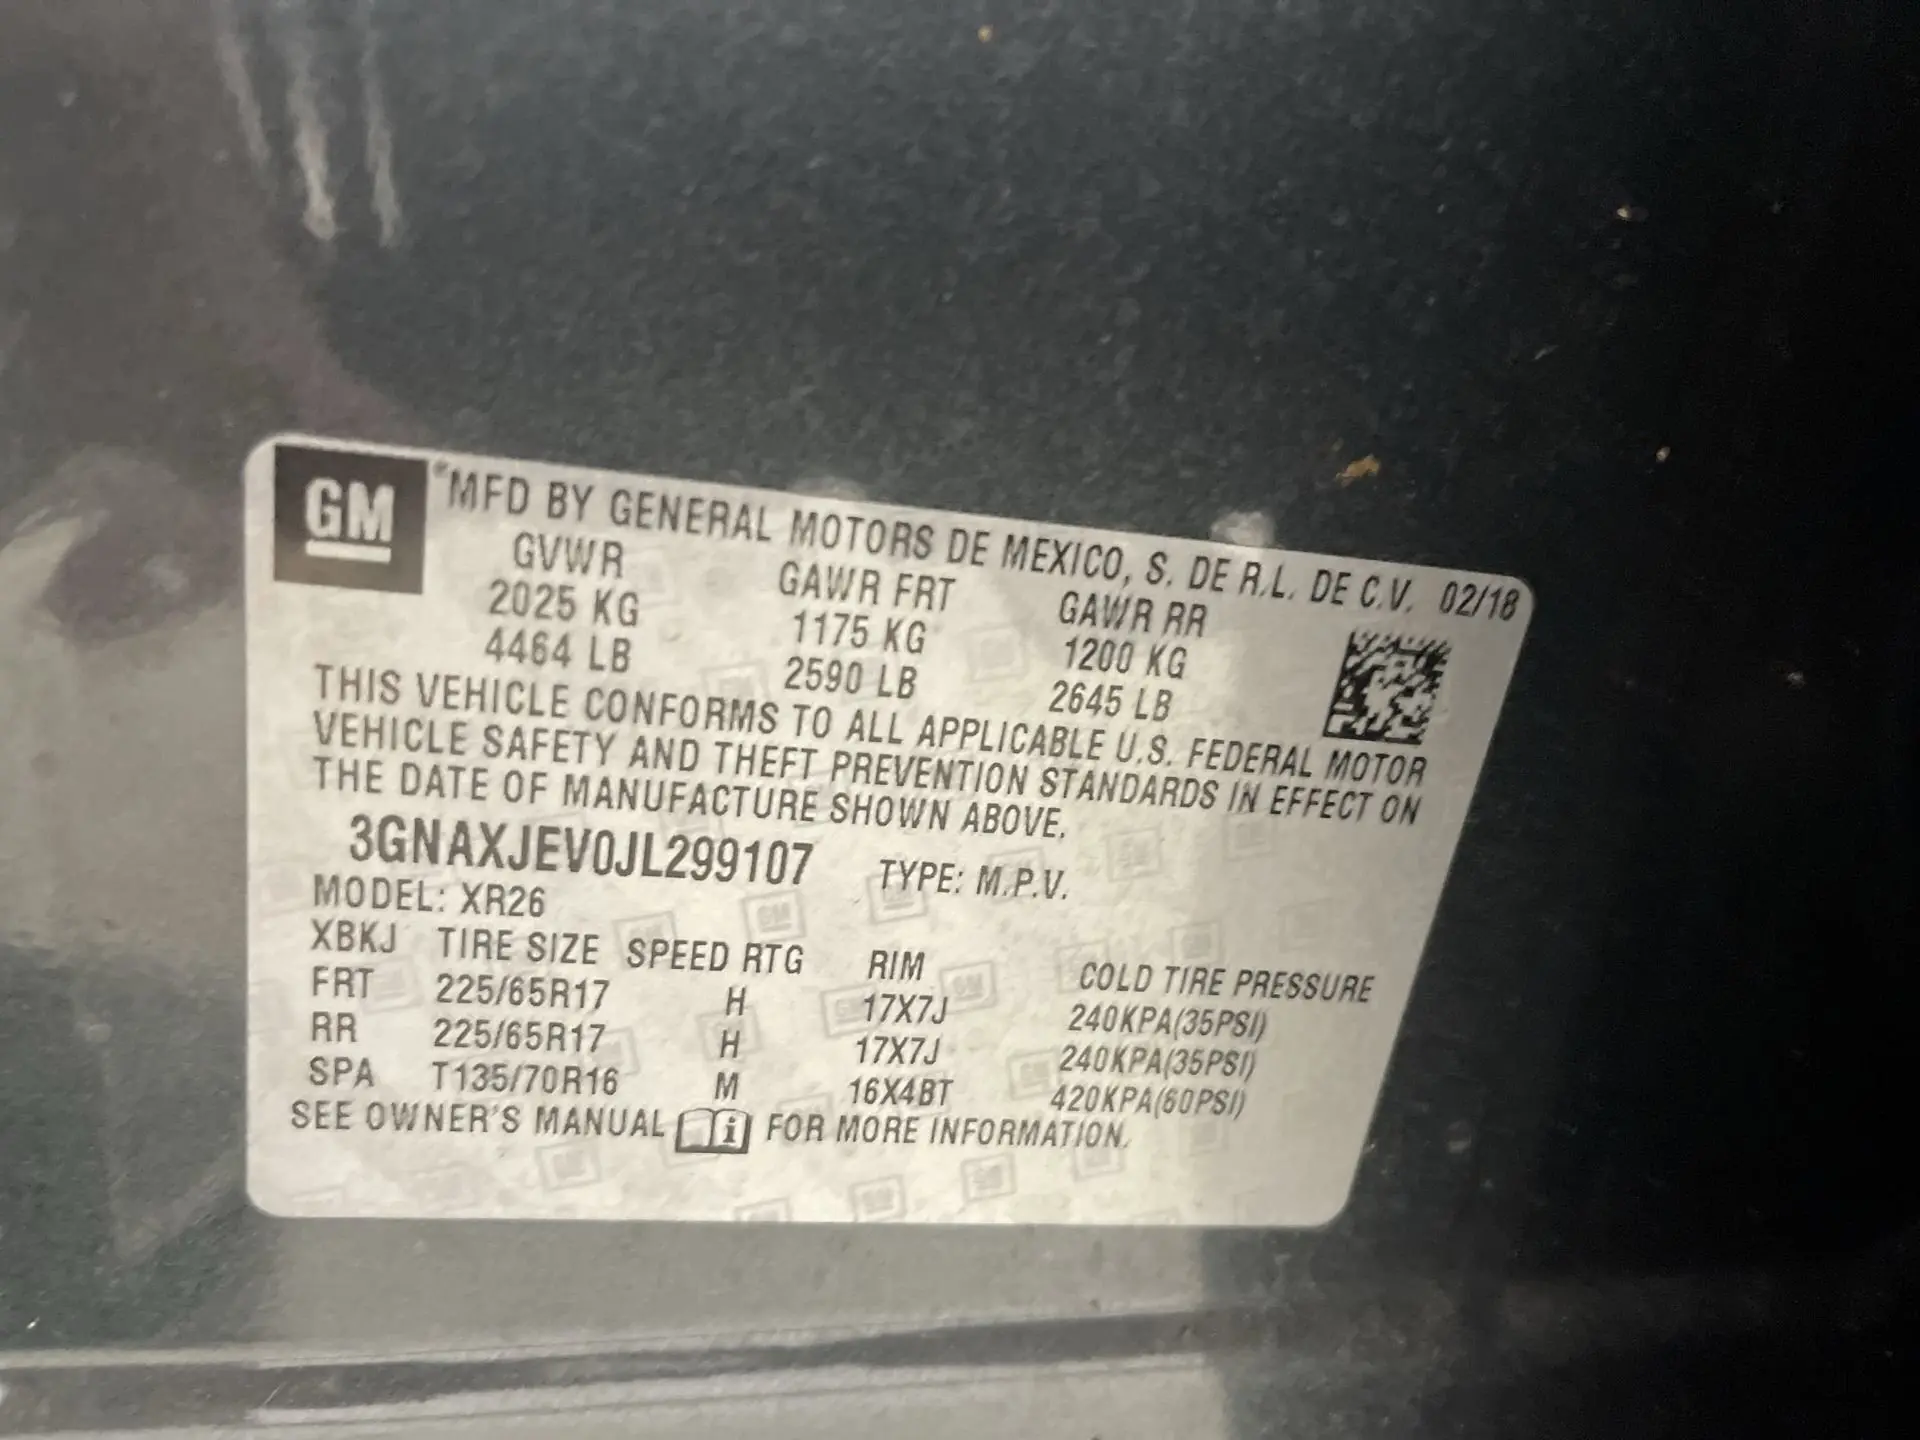 GM
*MFD BY GENERAL MOTORS DE MEXICO, S. DE R.L. DE C.V. 02/18
GVWR GAWR FRT GAWR RR
2025 KG 1175 KG 1200 KG
4464 LB 2590 LB 2645 LB
THIS VEHICLE CONFORMS TO ALL APPLICABLE U.S. FEDERAL MOTOR
VEHICLE SAFETY AND THEFT PREVENTION STANDARDS IN EFFECT ON
THE DATE OF MANUFACTURE SHOWN ABOVE.
3GNAXJEV0JL299107 TYPE: M.P.V.
MODEL: XR26
XBKJ TIRE SIZE SPEED RTG RIM COLD TIRE PRESSURE
FRT 225/65R17 H 17X7J 240KPA(35PSI)
RR 225/65R17 H 17X7J 240KPA(35PSI)
SPA T135/70R16 M 16X4BT 420KPA(60PSI)
SEE OWNER'S MANUAL i FOR MORE INFORMATION.